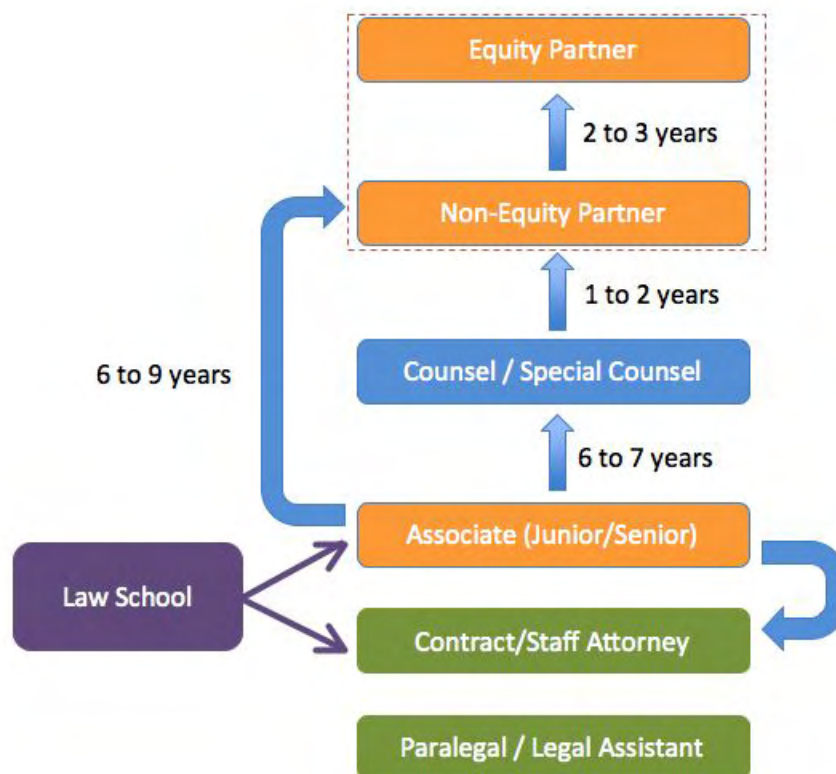 Equity Partner
2 to 3 years
Non-Equity Partner
1 to 2 years
6 to 9 years
Counsel / Special Counsel
6 to 7 years
Associate (Junior/Senior)
Law School
Contract/Staff Attorney
Paralegal / Legal Assistant